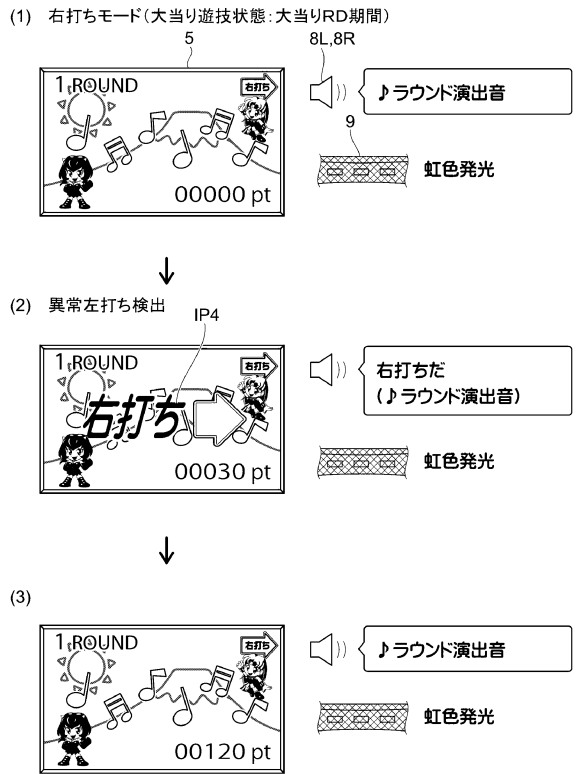 (1) 右打ちモード(大当り遊技状態:大当りRD期間)
5
8L,8R
1 ROUND
右打ち
♪ラウンド演出音
9
虹色発光
00000 pt
(2) 異常左打ち検出
IP4
1 ROUND
右打ち
右打ちだ
(♪ラウンド演出音)
右打ち
虹色発光
00030 pt
(3)
1 ROUND
右打ち
♪ラウンド演出音
虹色発光
00120 pt